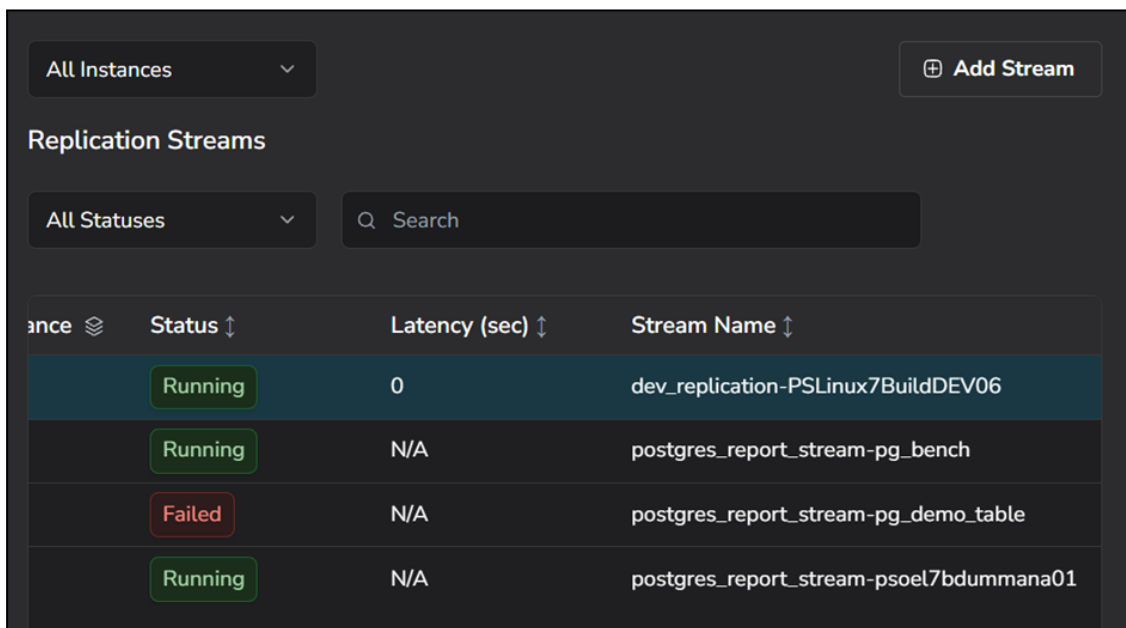 All Instances
Add Stream
Replication Streams
All Statuses
Search
ance Status Latency (sec) Stream Name
Running 0 dev_replication-PSLinux7BuildDEV06
Running N/A postgres_report_stream-pg_bench
Failed N/A postgres_report_stream-pg_demo_table
Running N/A postgres_report_stream-psoel7bdummana01